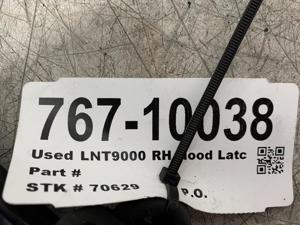 767-10038
Used LNT9000 RH Hood Latc
Part #
STK # 70629 P.O.